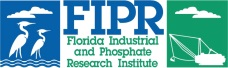 FIPR
Florida Industrial
and Phosphate
Research Institute